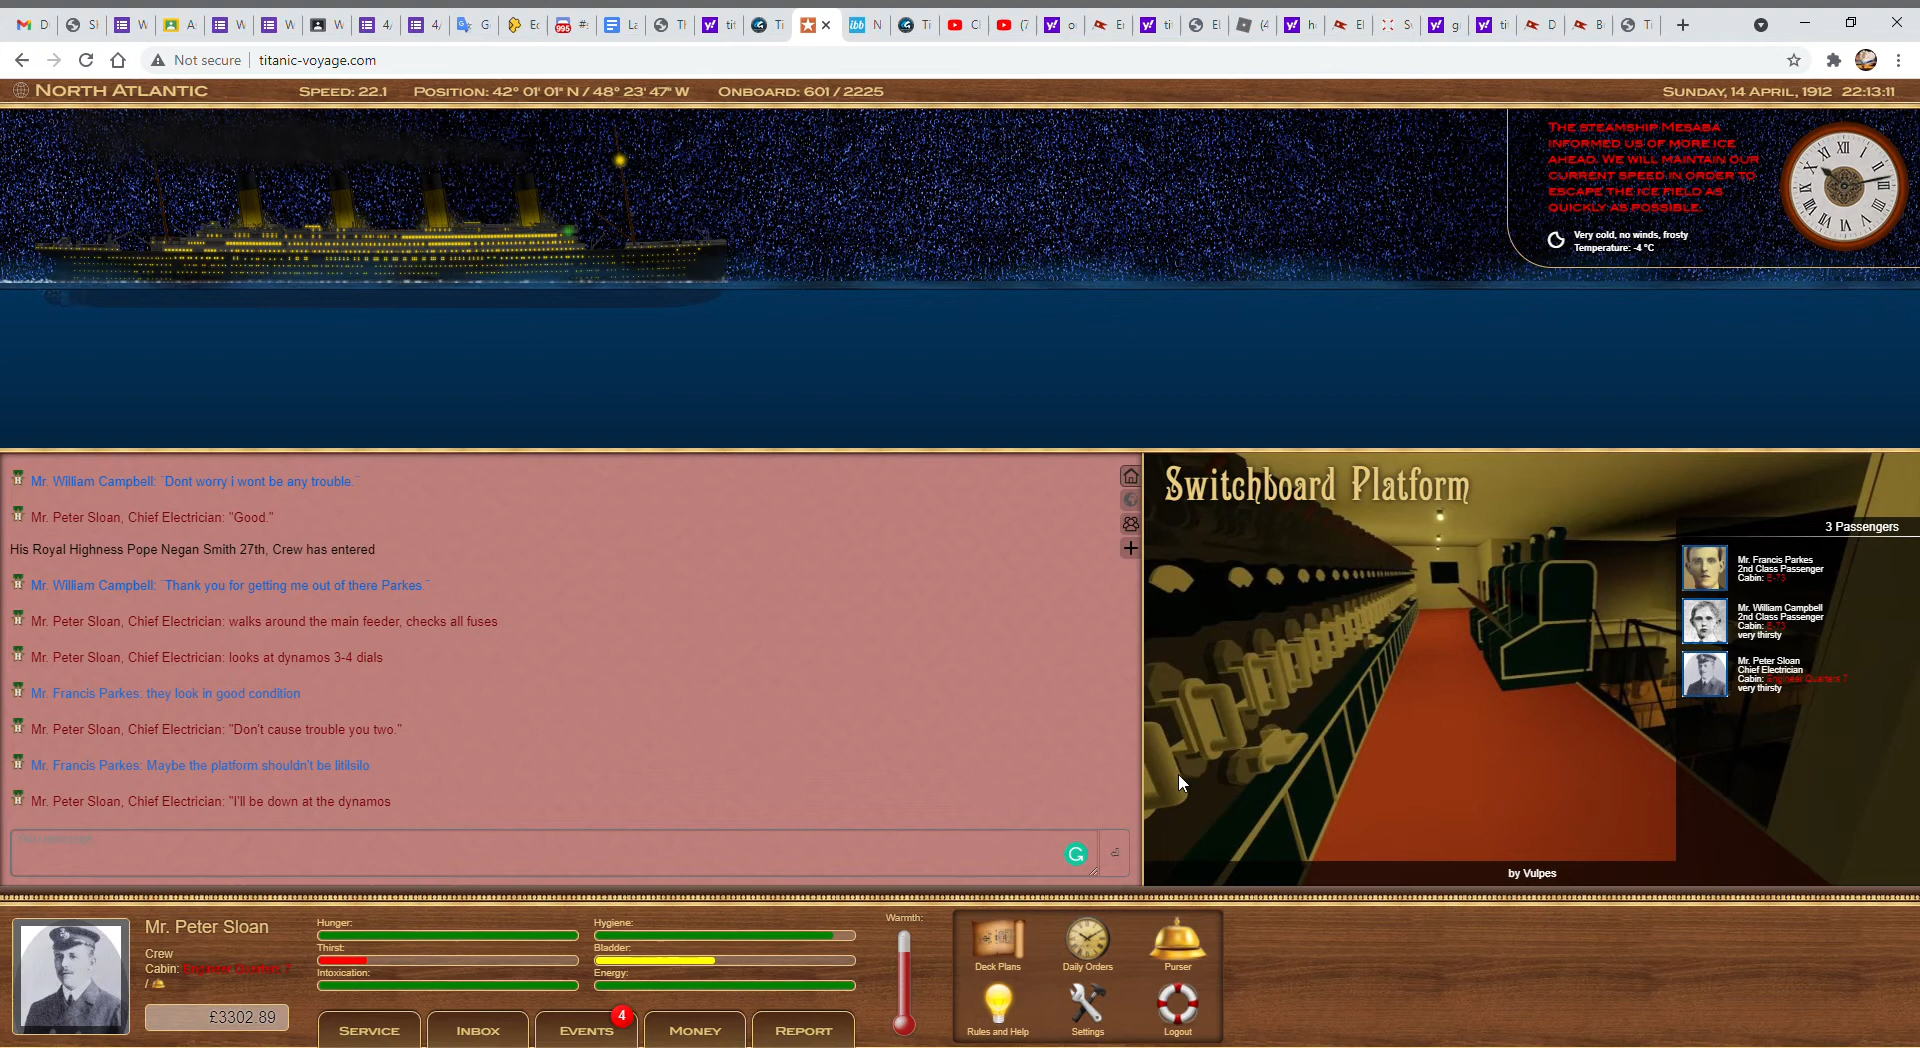 Not secure
titanic-voyage.com
North Atlantic
Speed: 22.1
Position: 42° 01' 01" N / 48° 23' 47" W
Onboard: 601 / 2225
Sunday, 14 April, 1912 22:13:11
The steamship Mesaba
informed us of more ice
ahead. We will maintain our
current speed in order to
escape the ice field as
quickly as possible.
Very cold, no winds, frosty
Temperature: -4 °C
Mr. William Campbell: ¨Dont worry i wont be any trouble.¨
Mr. Peter Sloan, Chief Electrician: "Good."
His Royal Highness Pope Negan Smith 27th, Crew has entered
Mr. William Campbell: ¨Thank you for getting me out of there Parkes.¨
Mr. Peter Sloan, Chief Electrician: walks around the main feeder, checks all fuses
Mr. Peter Sloan, Chief Electrician: looks at dynamos 3-4 dials
Mr. Francis Parkes: they look in good condition
Mr. Peter Sloan, Chief Electrician: "Don't cause trouble you two."
Mr. Francis Parkes: Maybe the platform shouldn't be litilsilo
Mr. Peter Sloan, Chief Electrician: "I'll be down at the dynamos
Switchboard Platform
3 Passengers
Mr. Francis Parkes
2nd Class Passenger
Cabin: E-73
Mr. William Campbell
2nd Class Passenger
Cabin: E-73
very thirsty
Mr. Peter Sloan
Chief Electrician
Cabin: Engineer Quarters 7
very thirsty
by Vulpes
Mr. Peter Sloan
Crew
Cabin: Engineer Quarters 7
/
£3302.89
Hunger:
Thirst:
Intoxication:
Hygiene:
Bladder:
Energy:
Warmth:
Service
Inbox
Events
4
Money
Report
Deck Plans
Daily Orders
Purser
Rules and Help
Settings
Logout